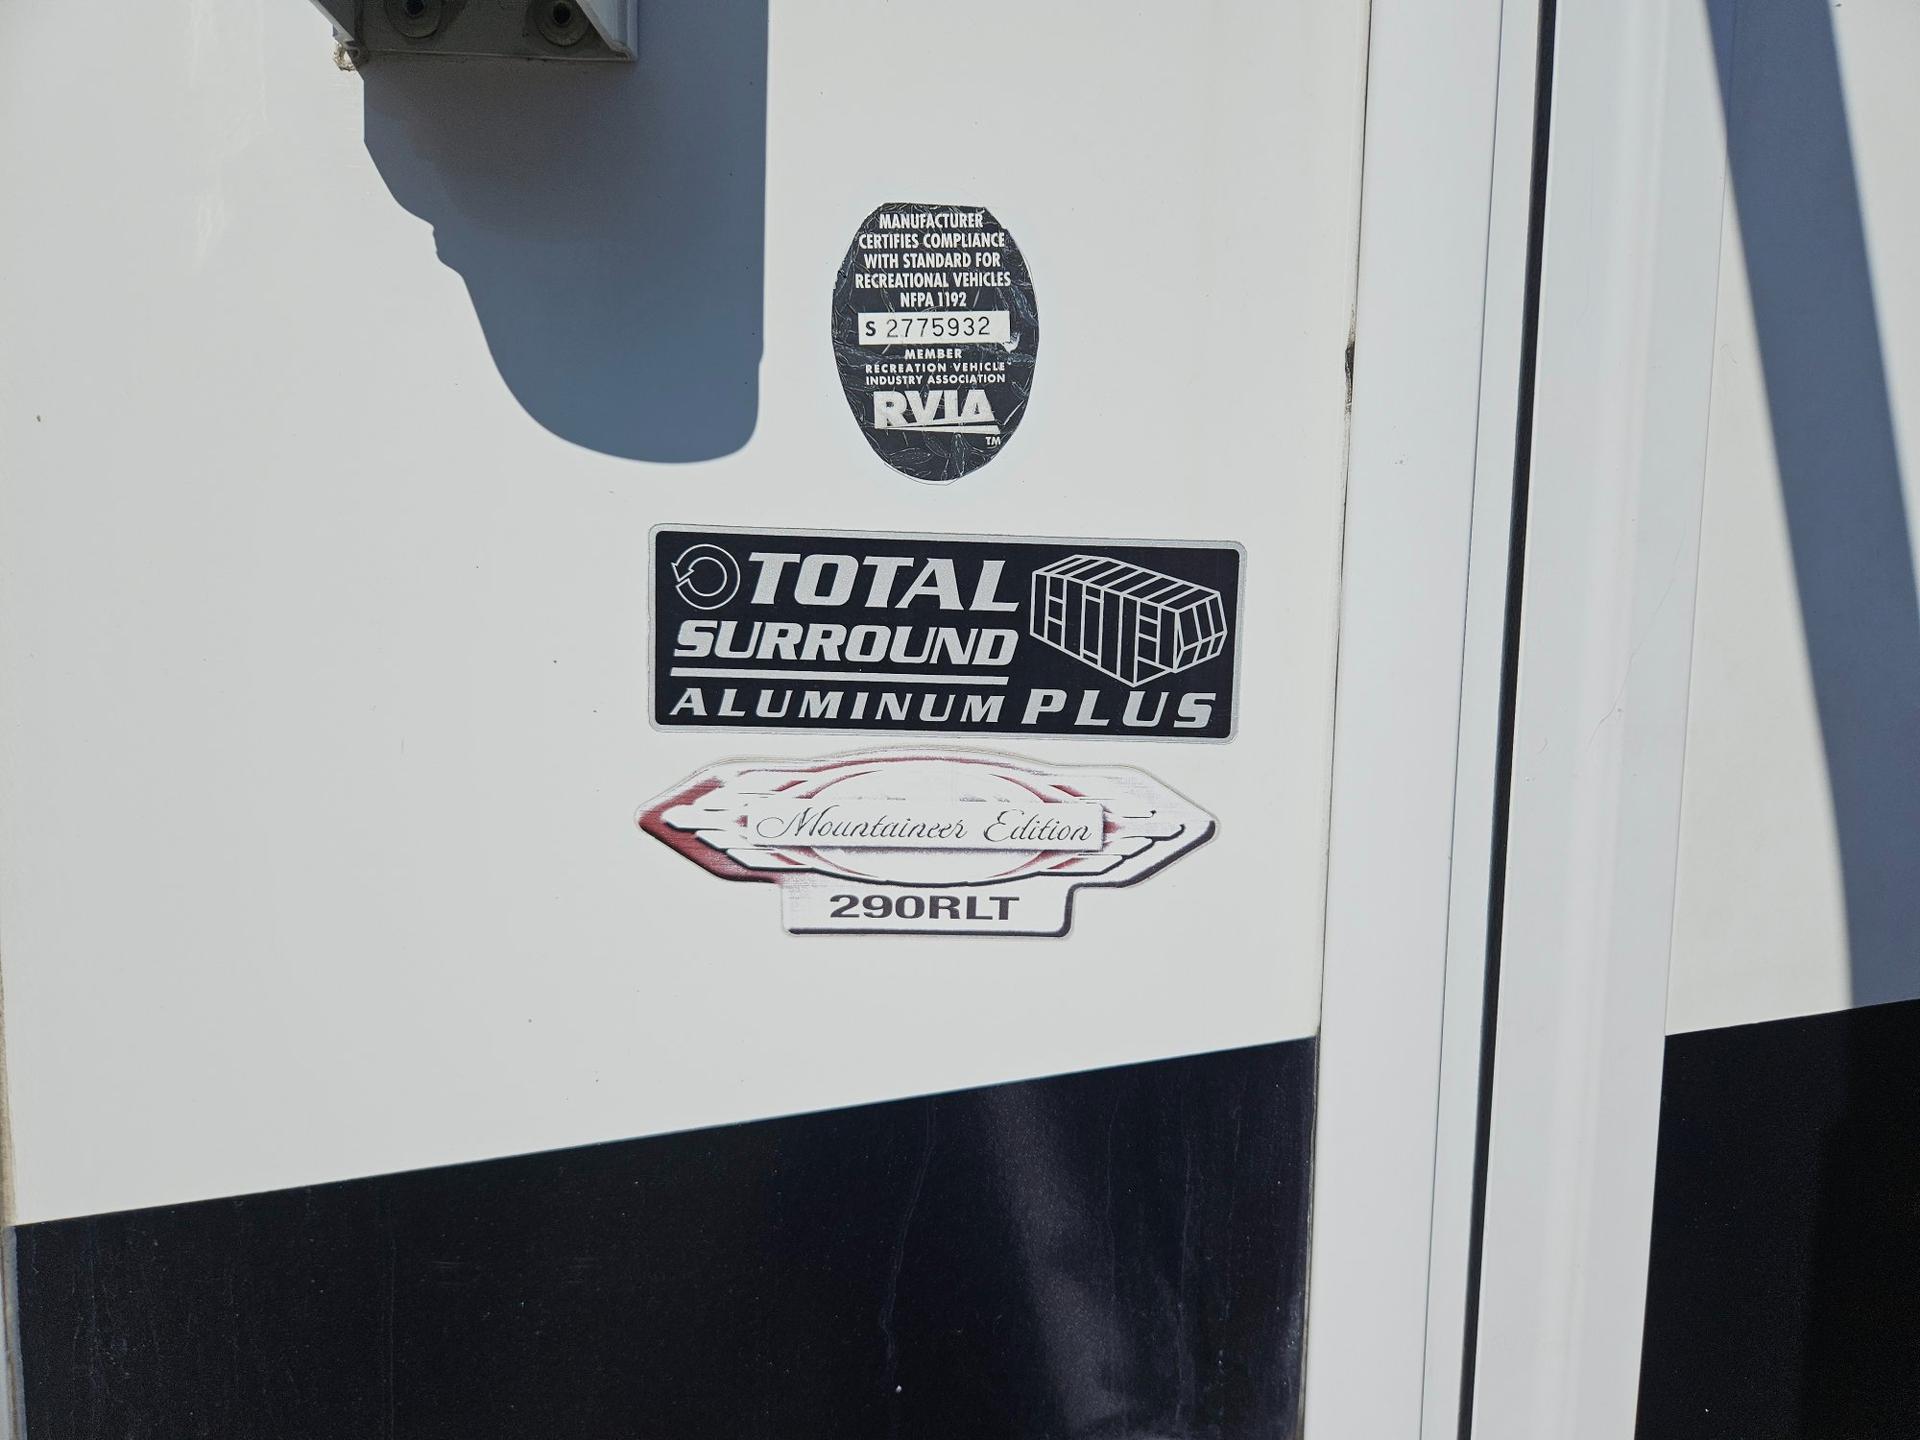 MANUFACTURER
CERTIFIES COMPLIANCE
WITH STANDARD FOR
RECREATIONAL VEHICLES
NFPA 1192
S 2775932
MEMBER
RECREATION VEHICLE
INDUSTRY ASSOCIATION
RVIA
TM
TOTAL
SURROUND
ALUMINUM PLUS
Mountaineer Edition
290RLT